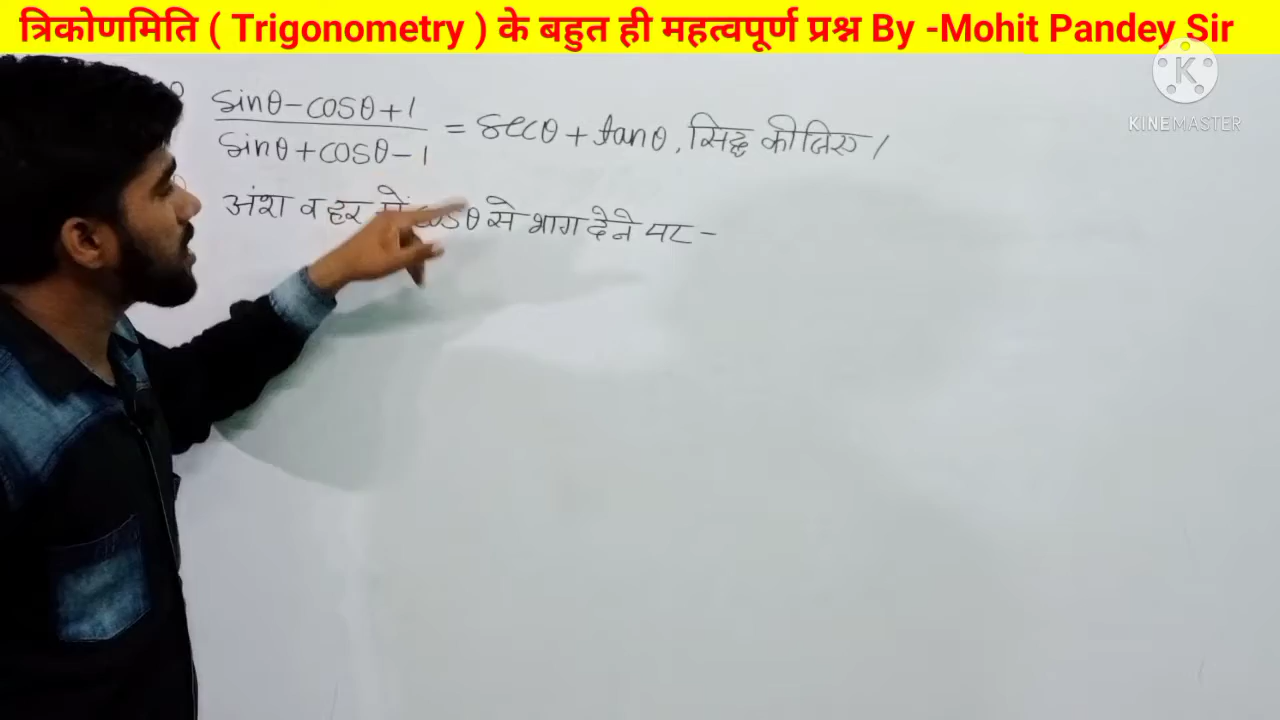 त्रिकोणमिति ( Trigonometry ) के बहुत ही महत्वपूर्ण प्रश्न By -Mohit Pandey Sir
KINEMASTER
sinθ-cosθ+1
sinθ+cosθ-1
= secθ + tanθ, सिद्ध कीजिए /
अंश व हर में cosθ से भाग देने पर -